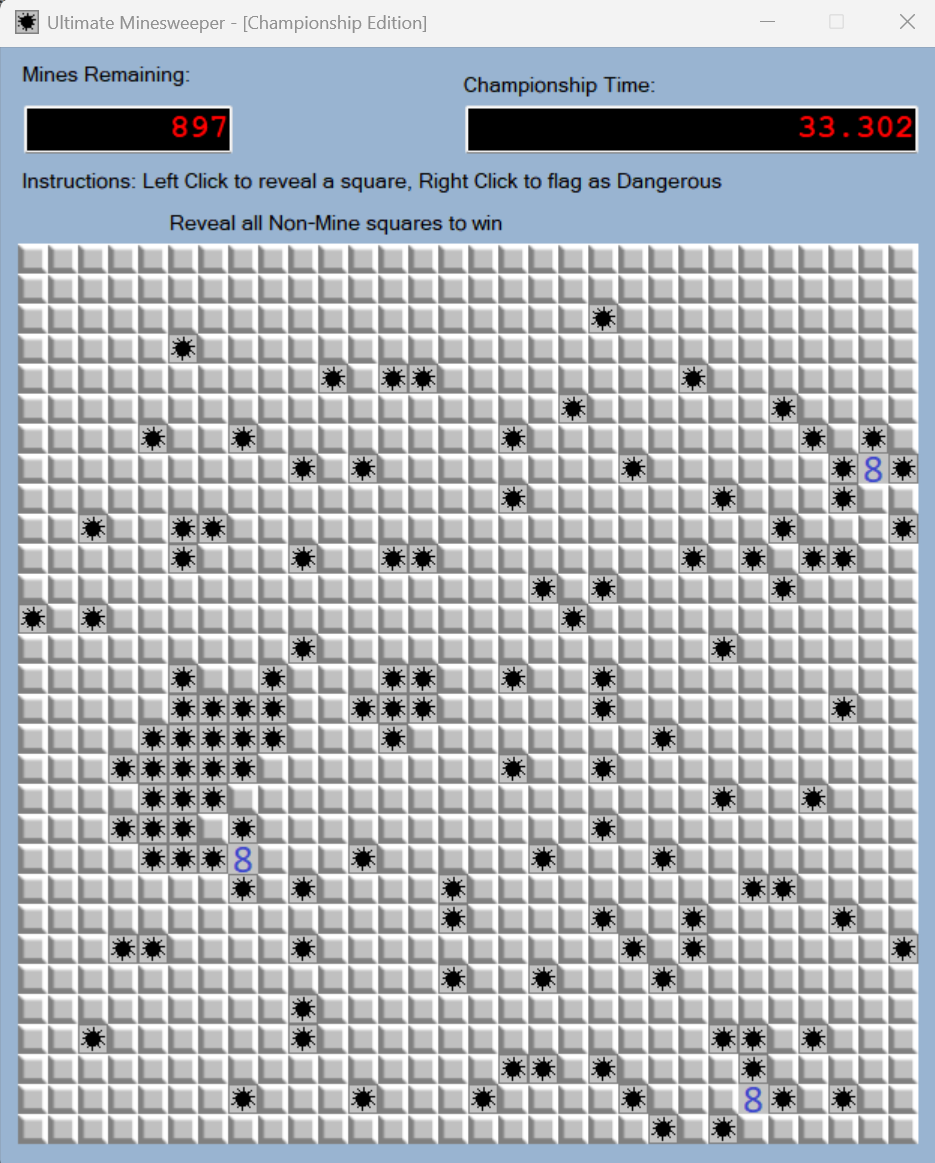 Ultimate Minesweeper - [Championship Edition]
Mines Remaining:
Championship Time:
897
33.302
Instructions: Left Click to reveal a square, Right Click to flag as Dangerous
Reveal all Non-Mine squares to win
8
8
8